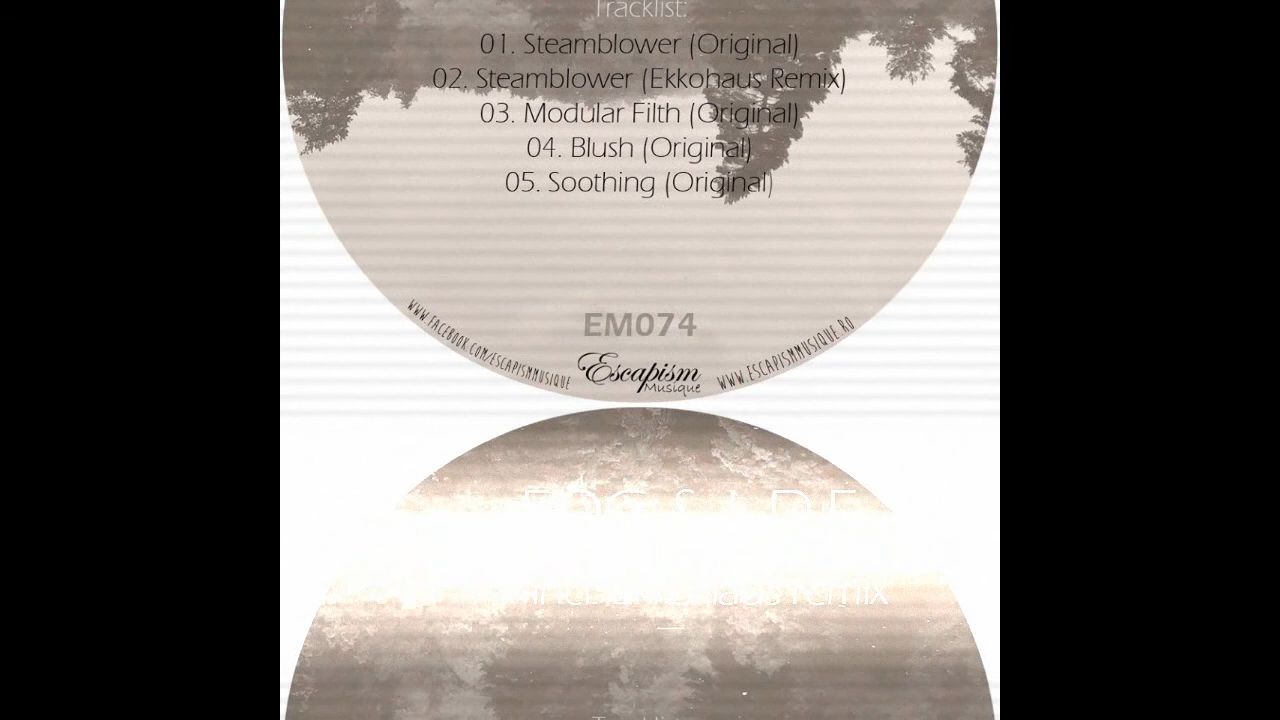 Tracklist:
01. Steamblower (Original)
02. Steamblower (Ekkohaus Remix)
03. Modular Filth (Original)
04. Blush (Original)
05. Soothing (Original)
EM074
WWW.FACEBOOK.COM/ESCAPISMMUSIQUE
Escapism
Musique
WWW.ESCAPISMMUSIQUE.RO
remix